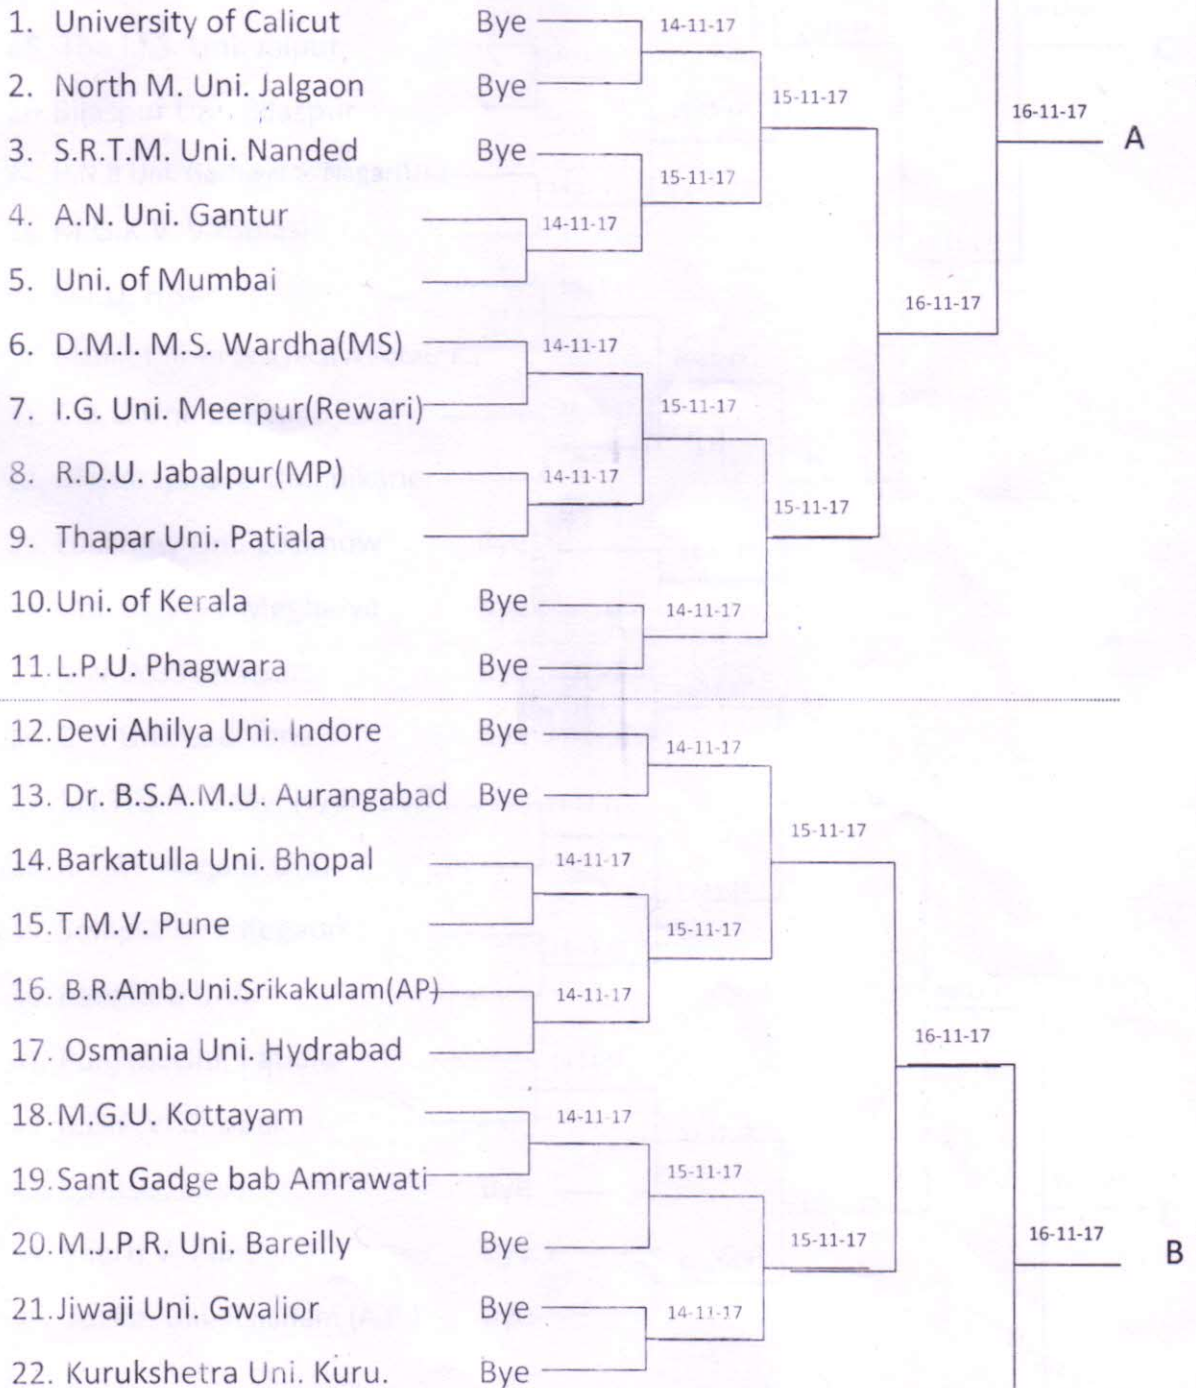 1. University of Calicut Bye 14-11-17
2. North M. Uni. Jalgaon Bye 15-11-17
16-11-17 A
3. S.R.T.M. Uni. Nanded Bye 15-11-17
4. A.N. Uni. Gantur 14-11-17
5. Uni. of Mumbai
16-11-17
6. D.M.I. M.S. Wardha(MS) 14-11-17
7. I.G. Uni. Meerpur(Rewari) 15-11-17
8. R.D.U. Jabalpur(MP) 14-11-17
15-11-17
9. Thapar Uni. Patiala
10. Uni. of Kerala Bye 14-11-17
11. L.P.U. Phagwara Bye
12. Devi Ahilya Uni. Indore Bye 14-11-17
13. Dr. B.S.A.M.U. Aurangabad Bye
15-11-17
14. Barkatulla Uni. Bhopal 14-11-17
15. T.M.V. Pune 15-11-17
16. B.R.Amb.Uni.Srikakulam(AP) 14-11-17
17. Osmania Uni. Hydrabad 16-11-17
18. M.G.U. Kottayam 14-11-17
19. Sant Gadge bab Amrawati 15-11-17
20. M.J.P.R. Uni. Bareilly Bye 15-11-17 16-11-17 B
21. Jiwaji Uni. Gwalior Bye 14-11-17
22. Kurukshetra Uni. Kuru. Bye